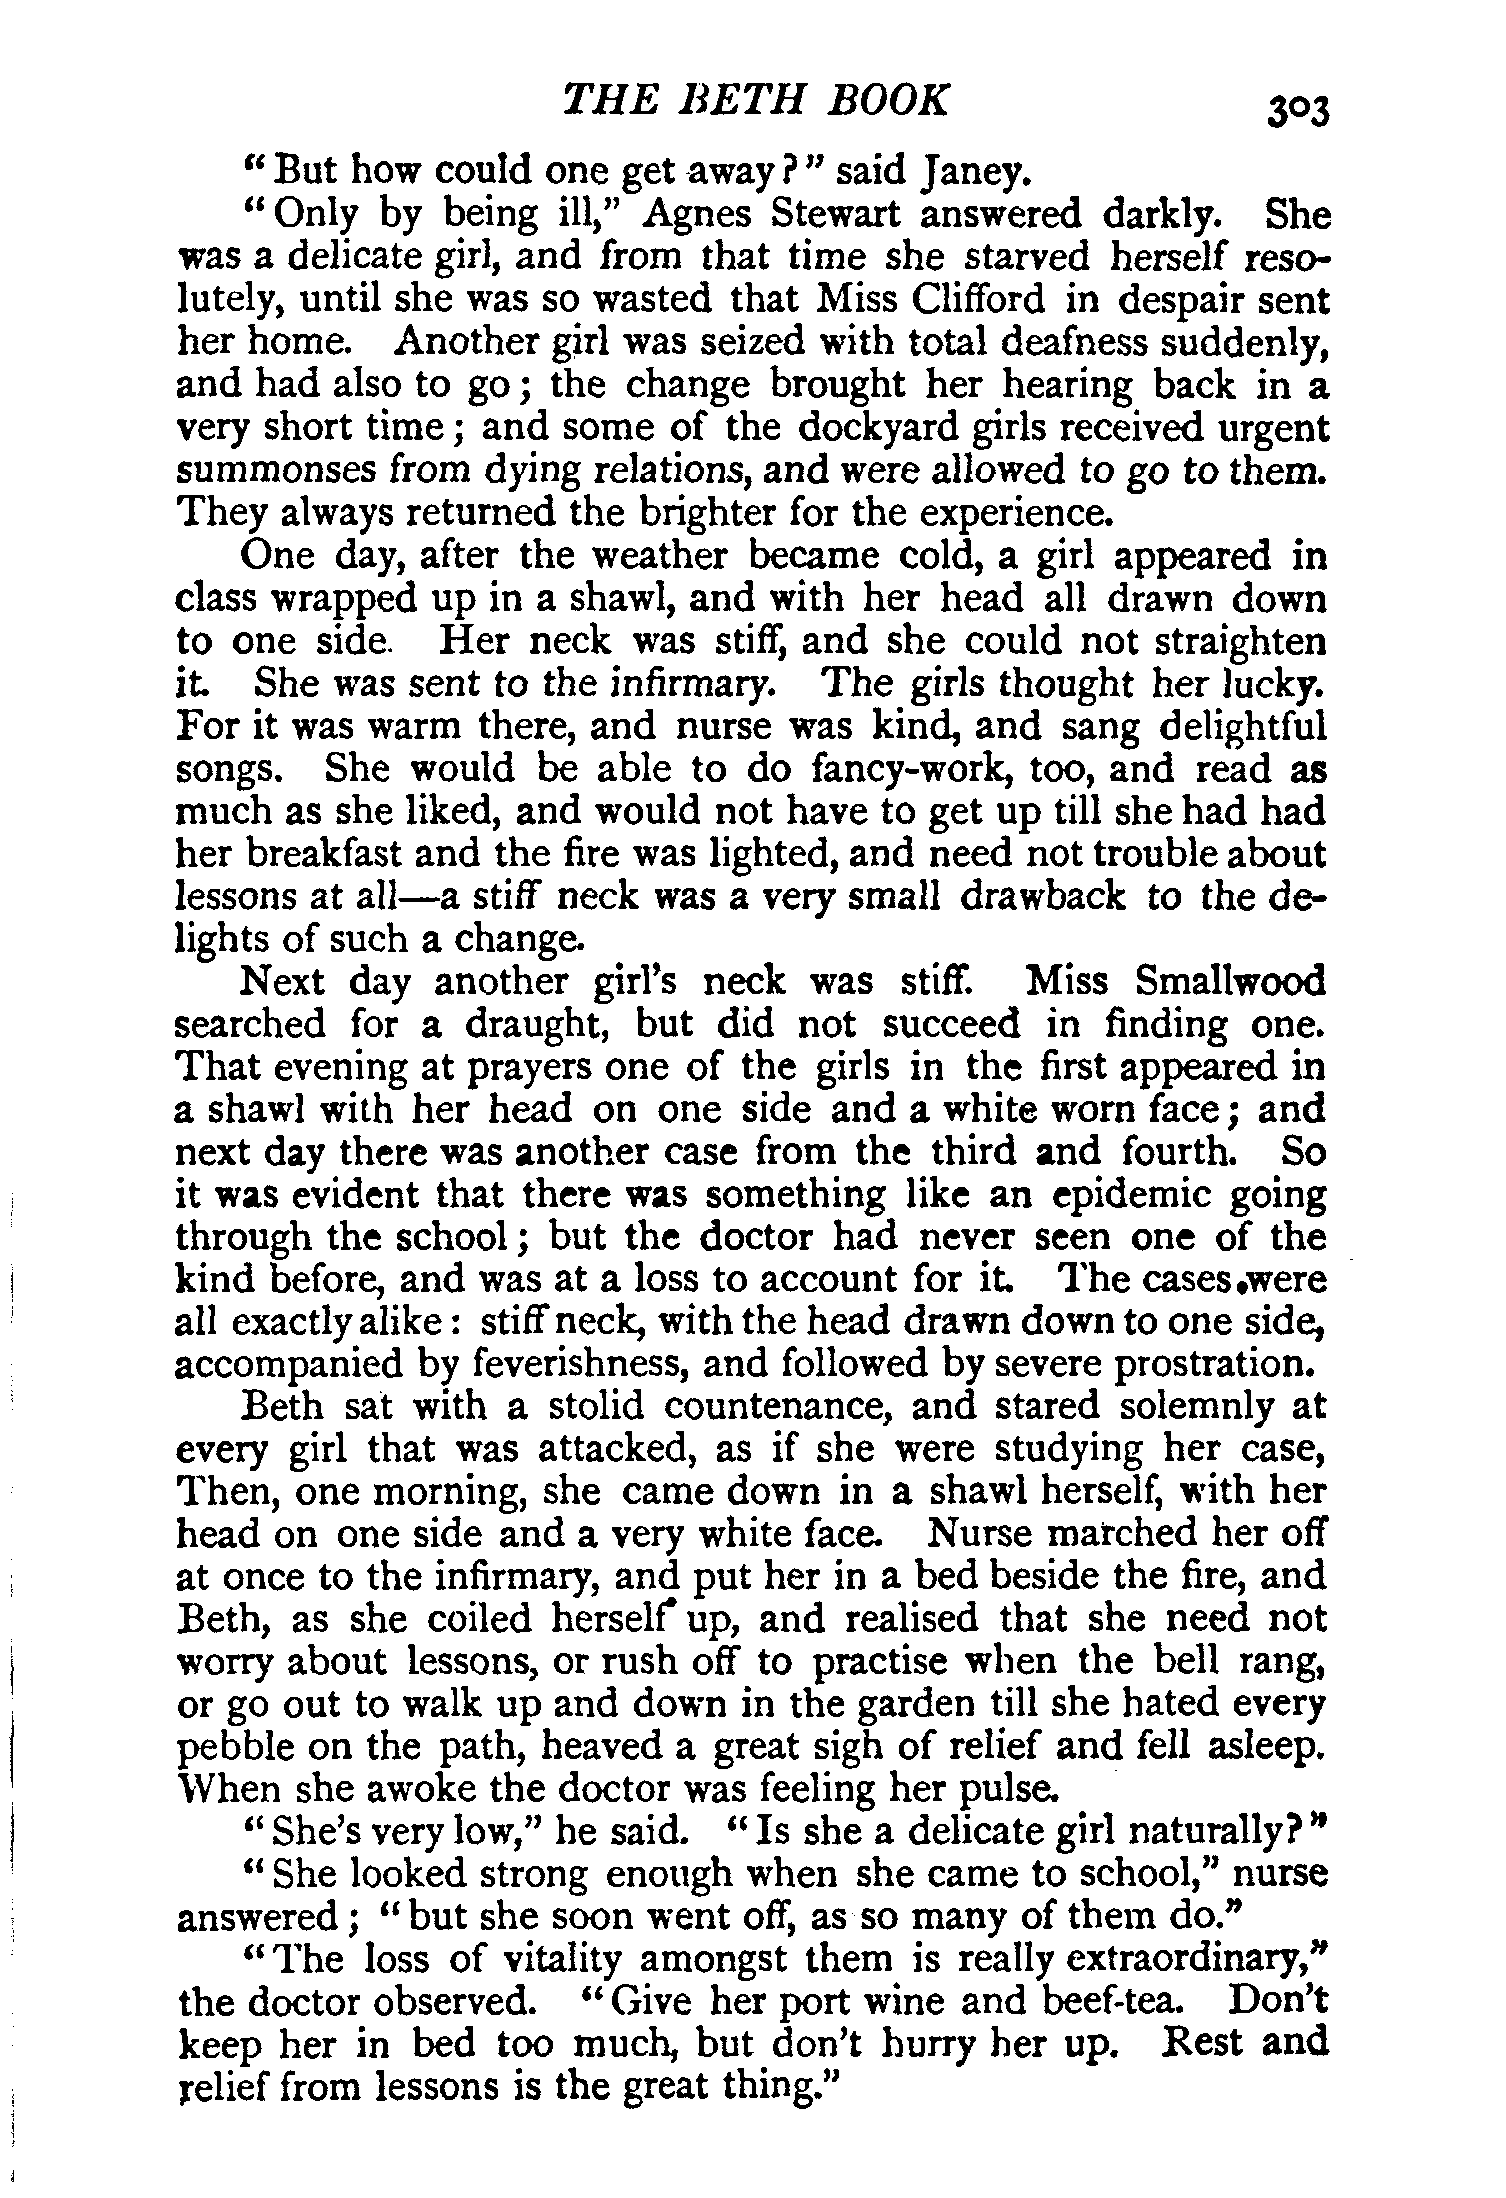 THE BETH BOOK 303
"But how could one get away?" said Janey.
"Only by being ill," Agnes Stewart answered darkly. She
was a delicate girl, and from that time she starved herself reso-
lutely, until she was so wasted that Miss Clifford in despair sent
her home. Another girl was seized with total deafness suddenly,
and had also to go; the change brought her hearing back in a
very short time; and some of the dockyard girls received urgent
summonses from dying relations, and were allowed to go to them.
They always returned the brighter for the experience.
One day, after the weather became cold, a girl appeared in
class wrapped up in a shawl, and with her head all drawn down
to one side. Her neck was stiff, and she could not straighten
it. She was sent to the infirmary. The girls thought her lucky.
For it was warm there, and nurse was kind, and sang delightful
songs. She would be able to do fancy-work, too, and read as
much as she liked, and would not have to get up till she had had
her breakfast and the fire was lighted, and need not trouble about
lessons at all—a stiff neck was a very small drawback to the de-
lights of such a change.
Next day another girl's neck was stiff. Miss Smallwood
searched for a draught, but did not succeed in finding one.
That evening at prayers one of the girls in the first appeared in
a shawl with her head on one side and a white worn face; and
next day there was another case from the third and fourth. So
it was evident that there was something like an epidemic going
through the school; but the doctor had never seen one of the
kind before, and was at a loss to account for it. The cases were
all exactly alike: stiff neck, with the head drawn down to one side,
accompanied by feverishness, and followed by severe prostration.
Beth sat with a stolid countenance, and stared solemnly at
every girl that was attacked, as if she were studying her case,
Then, one morning, she came down in a shawl herself, with her
head on one side and a very white face. Nurse marched her off
at once to the infirmary, and put her in a bed beside the fire, and
Beth, as she coiled herself up, and realised that she need not
worry about lessons, or rush off to practise when the bell rang,
or go out to walk up and down in the garden till she hated every
pebble on the path, heaved a great sigh of relief and fell asleep.
When she awoke the doctor was feeling her pulse.
"She's very low," he said. "Is she a delicate girl naturally?"
"She looked strong enough when she came to school," nurse
answered; "but she soon went off, as so many of them do."
"The loss of vitality amongst them is really extraordinary,"
the doctor observed. "Give her port wine and beef-tea. Don't
keep her in bed too much, but don't hurry her up. Rest and
relief from lessons is the great thing."